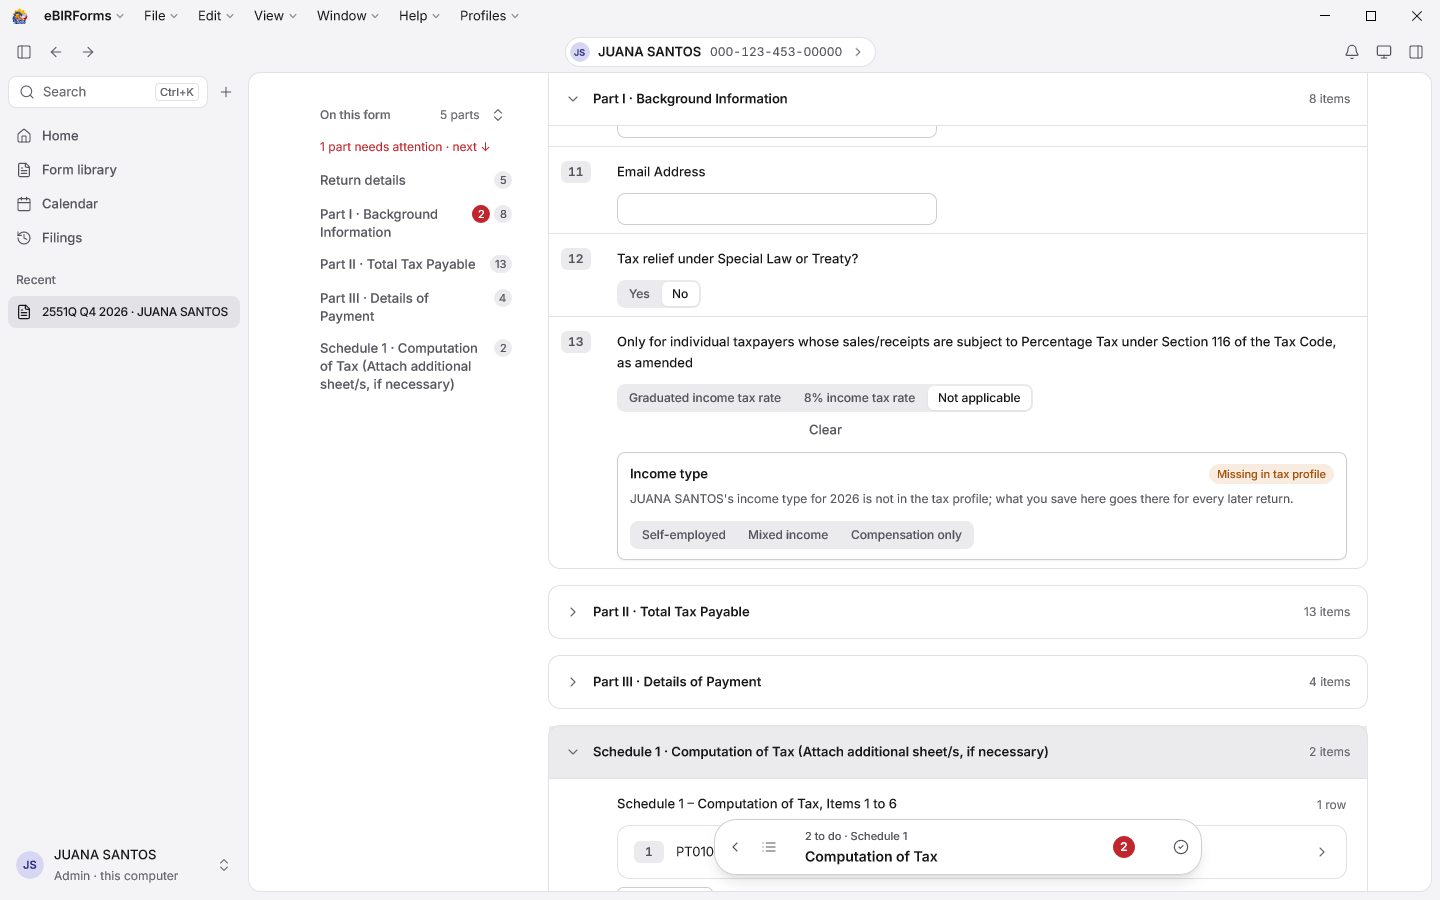 eBIRForms File Edit View Window Help Profiles
JS JUANA SANTOS 000-123-453-00000
Search Ctrl+K
Home
Form library
Calendar
Filings
Recent
2551Q Q4 2026 · JUANA SANTOS
JS JUANA SANTOS
Admin · this computer
On this form 5 parts
1 part needs attention · next ↓
Return details 5
Part I · Background 2 8
Information
Part II · Total Tax Payable 13
Part III · Details of 4
Payment
Schedule 1 · Computation 2
of Tax (Attach additional
sheet/s, if necessary)
Part I · Background Information 8 items
11 Email Address
12 Tax relief under Special Law or Treaty?
Yes No
13 Only for individual taxpayers whose sales/receipts are subject to Percentage Tax under Section 116 of the Tax Code,
as amended
Graduated income tax rate 8% income tax rate Not applicable
Clear
Income type Missing in tax profile
JUANA SANTOS's income type for 2026 is not in the tax profile; what you save here goes there for every later return.
Self-employed Mixed income Compensation only
Part II · Total Tax Payable 13 items
Part III · Details of Payment 4 items
Schedule 1 · Computation of Tax (Attach additional sheet/s, if necessary) 2 items
Schedule 1 – Computation of Tax, Items 1 to 6 1 row
1 PT010
2 to do · Schedule 1
Computation of Tax 2